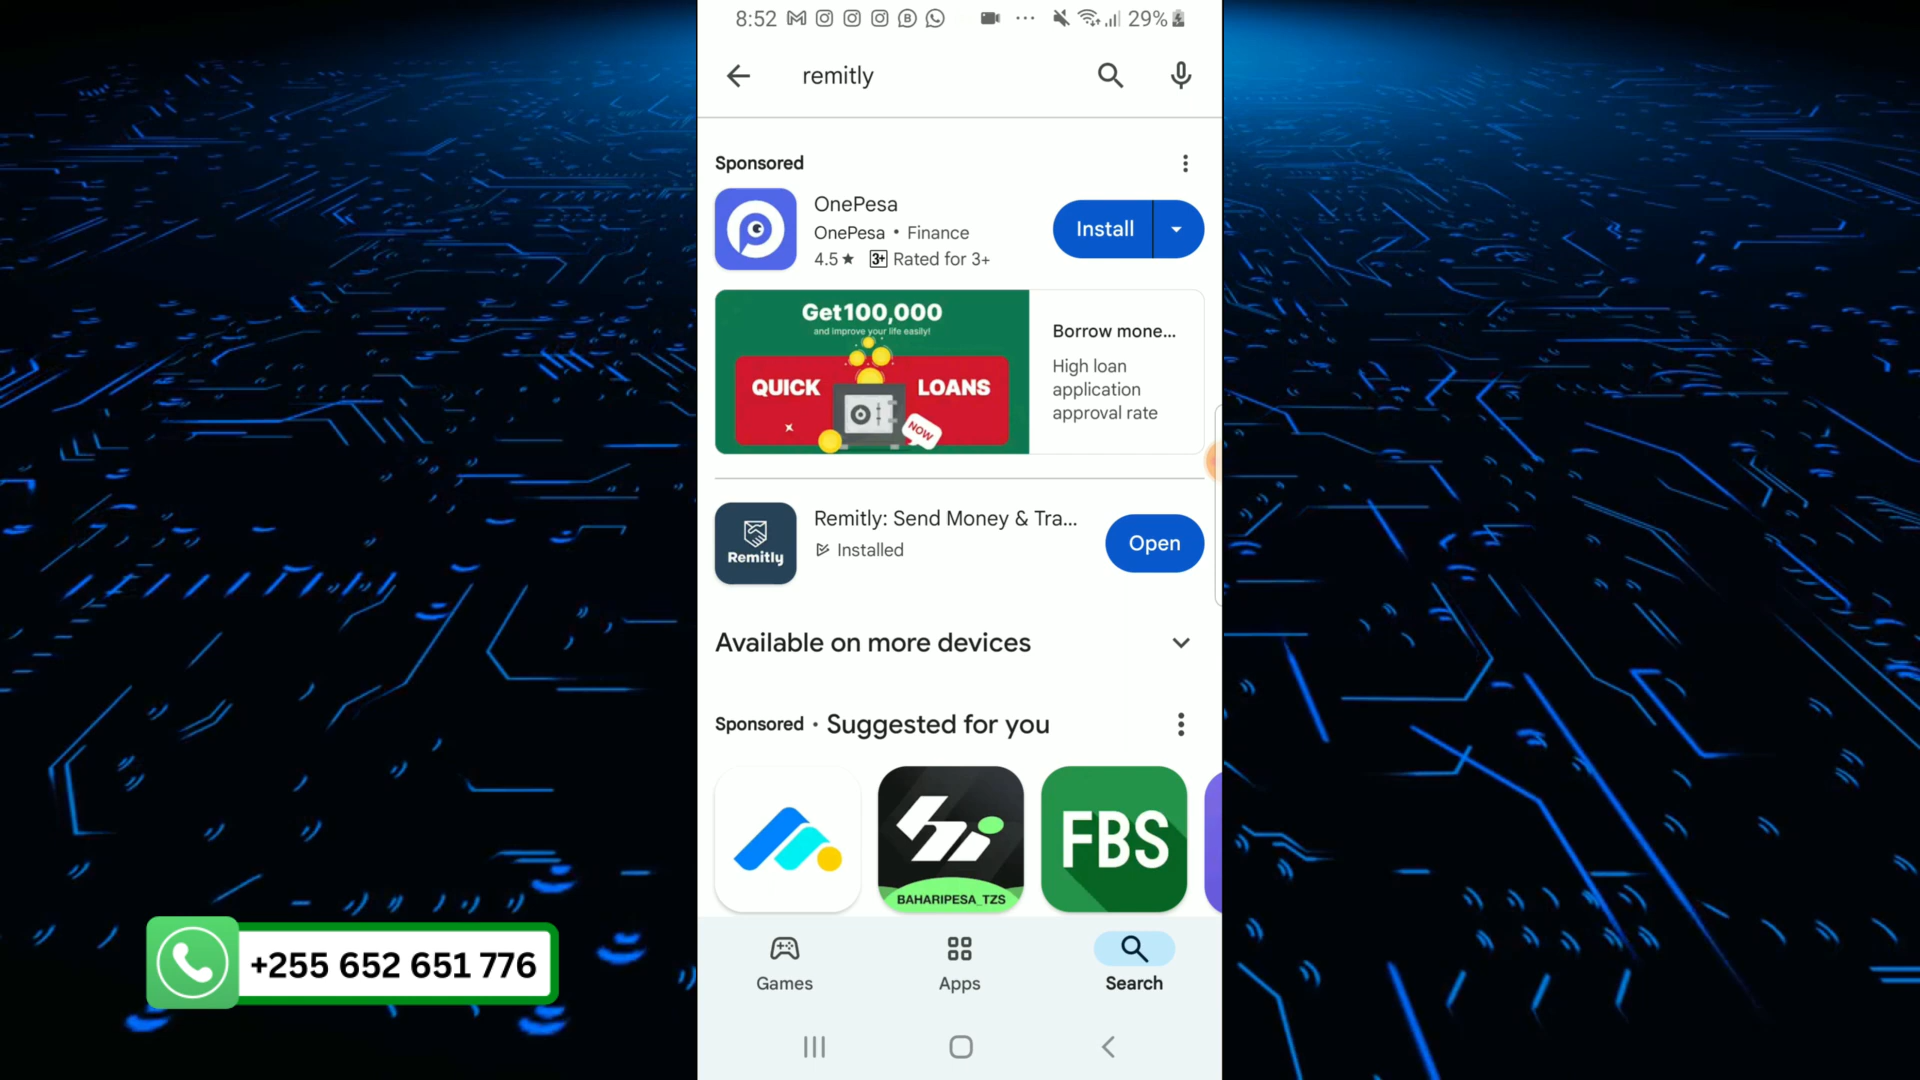 8:52
29%
remitly
Sponsored
OnePesa
OnePesa • Finance
4.5★ 3+ Rated for 3+
Install
Get100,000
and improve your life easily!
QUICK LOANS
NOW
Borrow mone...
High loan
application
approval rate
Remitly
Remitly: Send Money & Tra...
Installed
Open
Available on more devices
Sponsored · Suggested for you
BAHARIPESA_TZS
FBS
Games
Apps
Search
+255 652 651 776